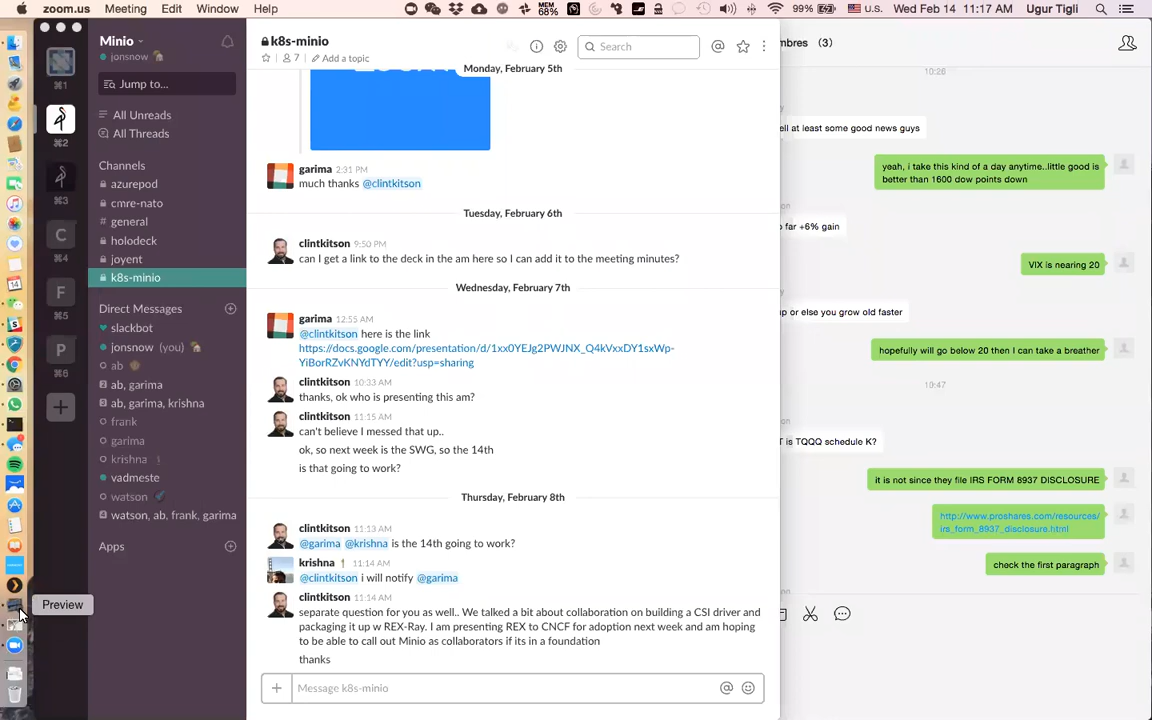 zoom.us Meeting Edit Window Help
MEM 68% 99% U.S. Wed Feb 14 11:17 AM Ugur Tigli
⌘1
⌘2
⌘3
C
⌘4
F
⌘5
P
⌘6
Minio
jonsnow
Jump to...
All Unreads
All Threads
Channels
azurepod
cmre-nato
# general
holodeck
joyent
k8s-minio
Direct Messages
slackbot
jonsnow (you)
ab
2 ab, garima
3 ab, garima, krishna
frank
garima
krishna
vadmeste
watson
4 watson, ab, frank, garima
Apps
Preview
k8s-minio
7 Add a topic
Search
Monday, February 5th
garima 2:31 PM
much thanks @clintkitson
Tuesday, February 6th
clintkitson 9:50 PM
can I get a link to the deck in the am here so I can add it to the meeting minutes?
Wednesday, February 7th
garima 12:55 AM
@clintkitson here is the link
https://docs.google.com/presentation/d/1xx0YEJg2PWJNX_Q4kVxxDY1sxWp-
YiBorRZvKNYdTYY/edit?usp=sharing
clintkitson 10:33 AM
thanks, ok who is presenting this am?
clintkitson 11:15 AM
can't believe I messed that up..
ok, so next week is the SWG, so the 14th
is that going to work?
Thursday, February 8th
clintkitson 11:13 AM
@garima @krishna is the 14th going to work?
krishna 11:14 AM
@clintkitson i will notify @garima
clintkitson 11:14 AM
separate question for you as well.. We talked a bit about collaboration on building a CSI driver and
packaging it up w REX-Ray. I am presenting REX to CNCF for adoption next week and am hoping
to be able to call out Minio as collaborators if its in a foundation
thanks
Message k8s-minio
mbres (3)
10:26
ell at least some good news guys
yeah, i take this kind of a day anytime..little good is
better than 1600 dow points down
far +6% gain
VIX is nearing 20
p or else you grow old faster
hopefully will go below 20 then I can take a breather
10:47
T is TQQQ schedule K?
it is not since they file IRS FORM 8937 DISCLOSURE
http://www.proshares.com/resources/
irs_form_8937_disclosure.html
check the first paragraph